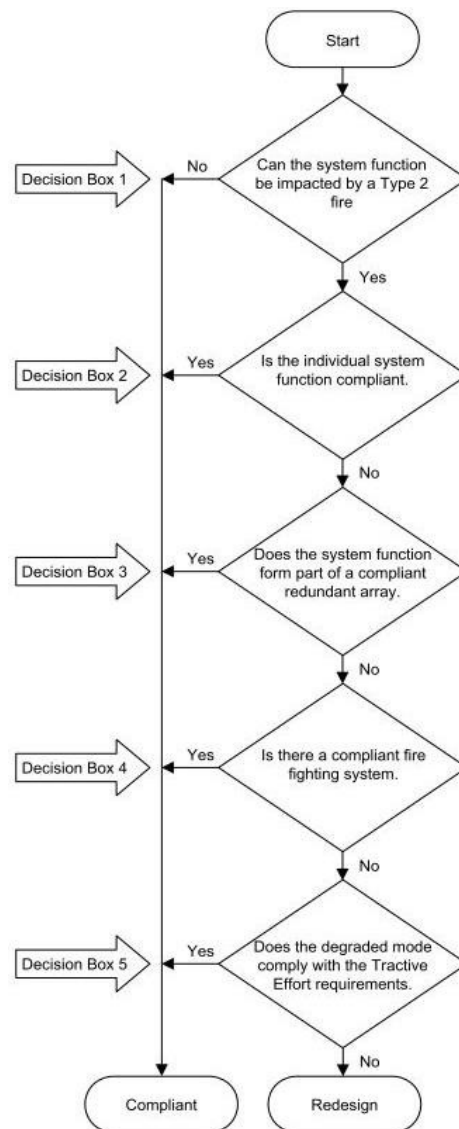 Start
Decision Box 1
No
Can the system function
be impacted by a Type 2
fire
Yes
Decision Box 2
Yes
Is the individual system
function compliant.
No
Decision Box 3
Yes
Does the system function
form part of a compliant
redundant array.
No
Decision Box 4
Yes
Is there a compliant fire
fighting system.
No
Decision Box 5
Yes
Does the degraded mode
comply with the Tractive
Effort requirements.
No
Compliant
Redesign